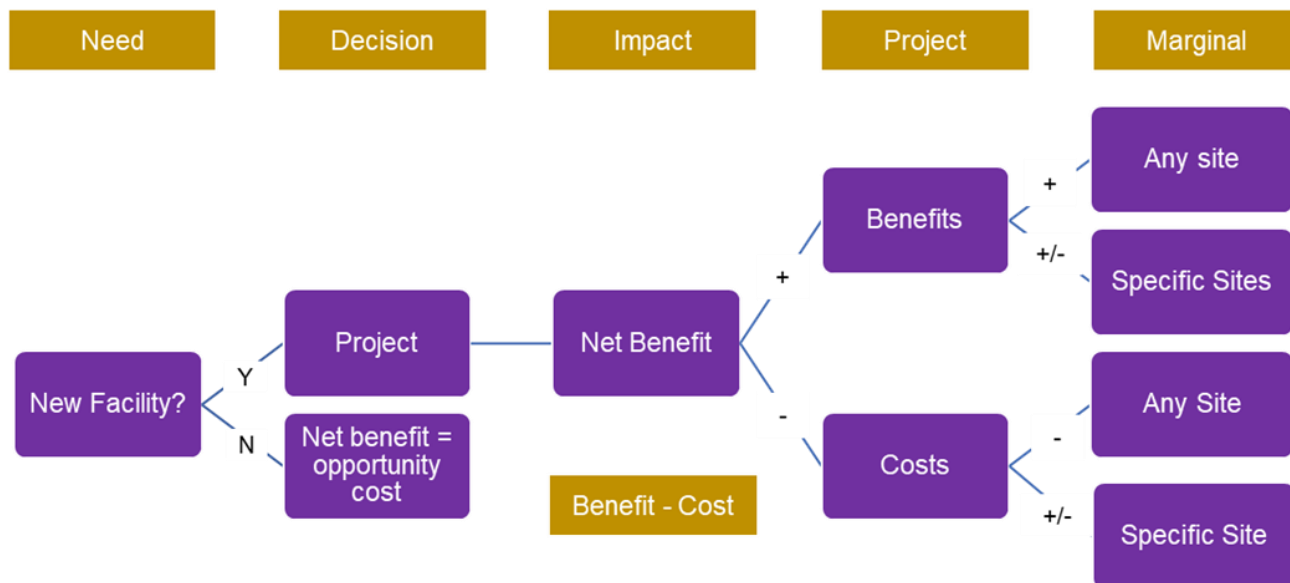 Need
Decision
Impact
Project
Marginal
New Facility?
Y
N
Project
Net benefit =
opportunity
cost
Net Benefit
Benefit - Cost
+
-
Benefits
Costs
+
+/-
-
+/-
Any site
Specific Sites
Any Site
Specific Site